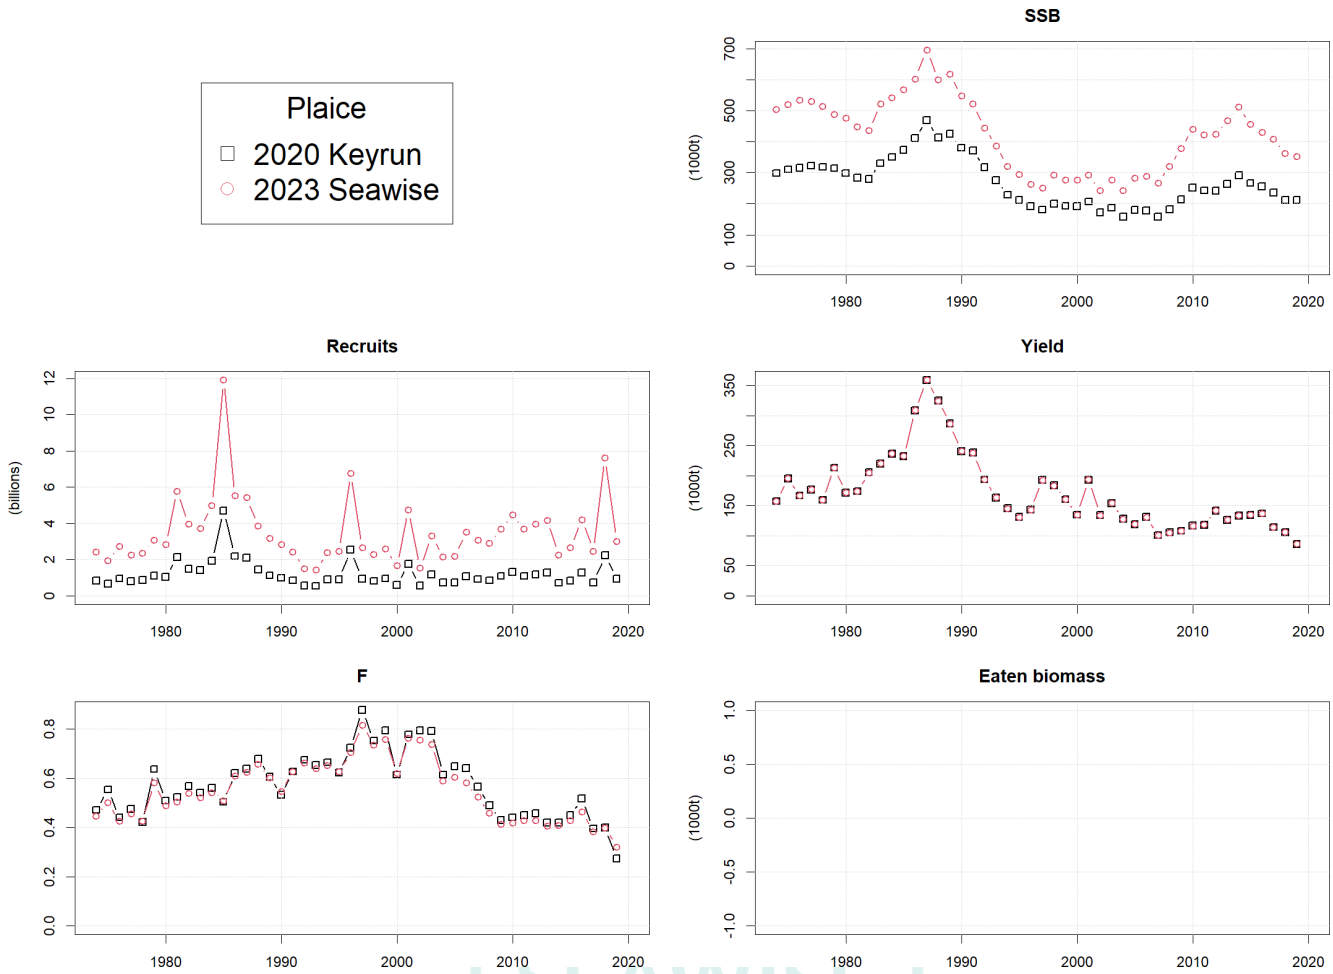 Plaice
2020 Keyrun
2023 Seawise
SSB
(1000t)
0 100 300 500 700
1980 1990 2000 2010 2020
Recruits
(billions)
0 2 4 6 8 10 12
1980 1990 2000 2010 2020
Yield
(1000t)
0 50 150 250 350
1980 1990 2000 2010 2020
F
0.0 0.2 0.4 0.6 0.8
1980 1990 2000 2010 2020
Eaten biomass
(1000t)
-1.0 -0.5 0.0 0.5 1.0
1980 1990 2000 2010 2020